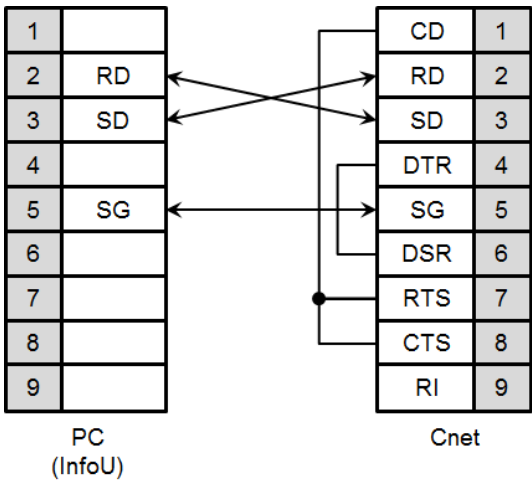 1 CD 1
2 RD RD 2
3 SD SD 3
4 DTR 4
5 SG SG 5
6 DSR 6
7 RTS 7
8 CTS 8
9 RI 9
PC Cnet
(InfoU)